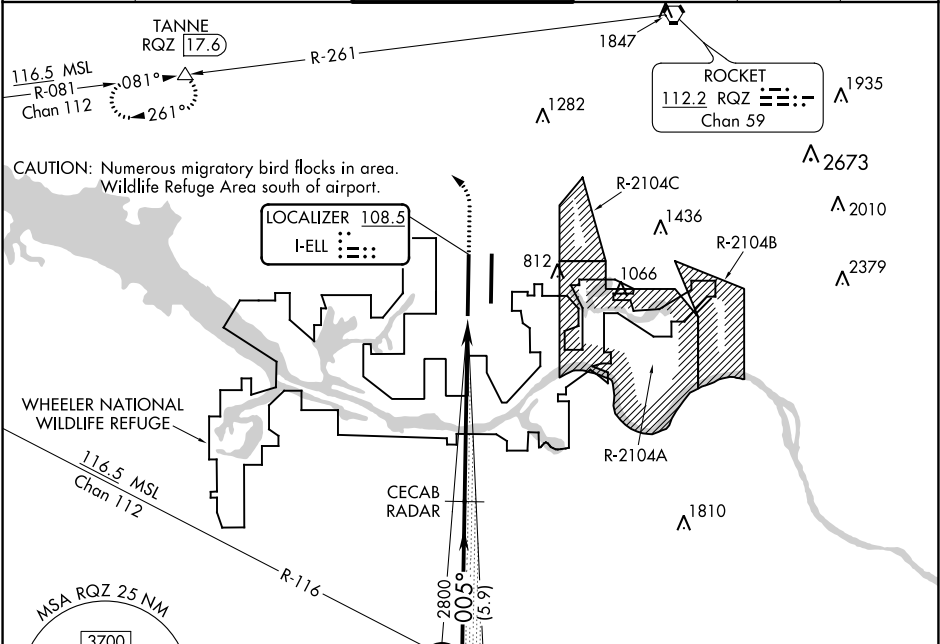 TANNE
RQZ 17.6
1847
R-261
116.5 MSL
R-081
Chan 112
081°
261°
ROCKET
112.2 RQZ
Chan 59
1935
1282
2673
CAUTION: Numerous migratory bird flocks in area.
Wildlife Refuge Area south of airport.
R-2104C
LOCALIZER 108.5
I-ELL
1436
2010
R-2104B
812
1066
2379
WHEELER NATIONAL
WILDLIFE REFUGE
R-2104A
116.5 MSL
Chan 112
CECAB
RADAR
1810
R-116
2800
005°
(5.9)
MSA RQZ 25 NM
3700